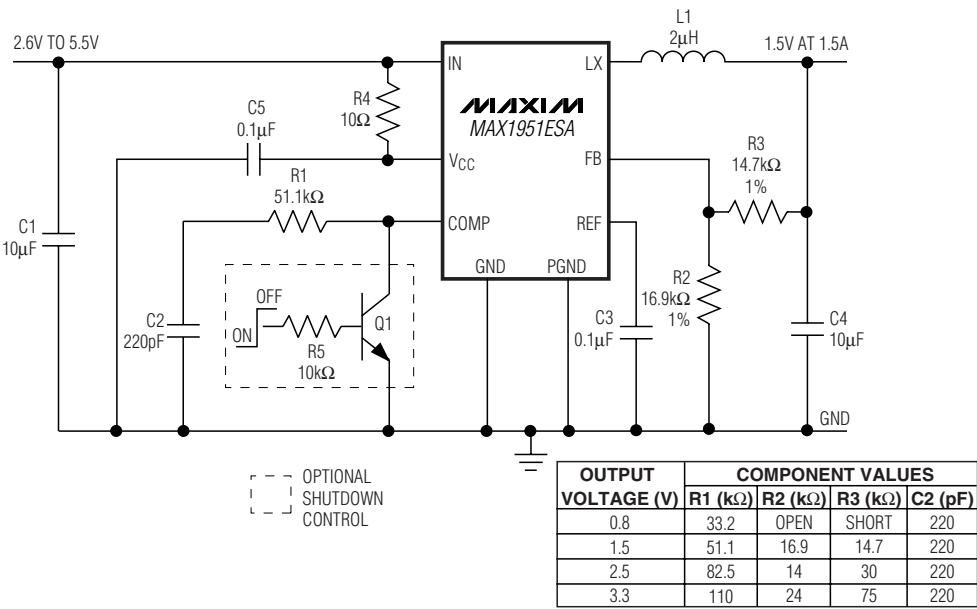 2.6V TO 5.5V
L1
2µH
1.5V AT 1.5A
IN
LX
R4
10Ω
MAXIM
MAX1951ESA
C5
0.1µF
VCC
FB
R3
14.7kΩ
1%
R1
51.1kΩ
COMP
REF
C1
10µF
GND
PGND
R2
16.9kΩ
1%
OFF
ON
Q1
R5
10kΩ
C2
220pF
C3
0.1µF
C4
10µF
GND
OPTIONAL
SHUTDOWN
CONTROL
OUTPUT VOLTAGE (V) COMPONENT VALUES
R1 (kΩ) R2 (kΩ) R3 (kΩ) C2 (pF)
0.8 33.2 OPEN SHORT 220
1.5 51.1 16.9 14.7 220
2.5 82.5 14 30 220
3.3 110 24 75 220